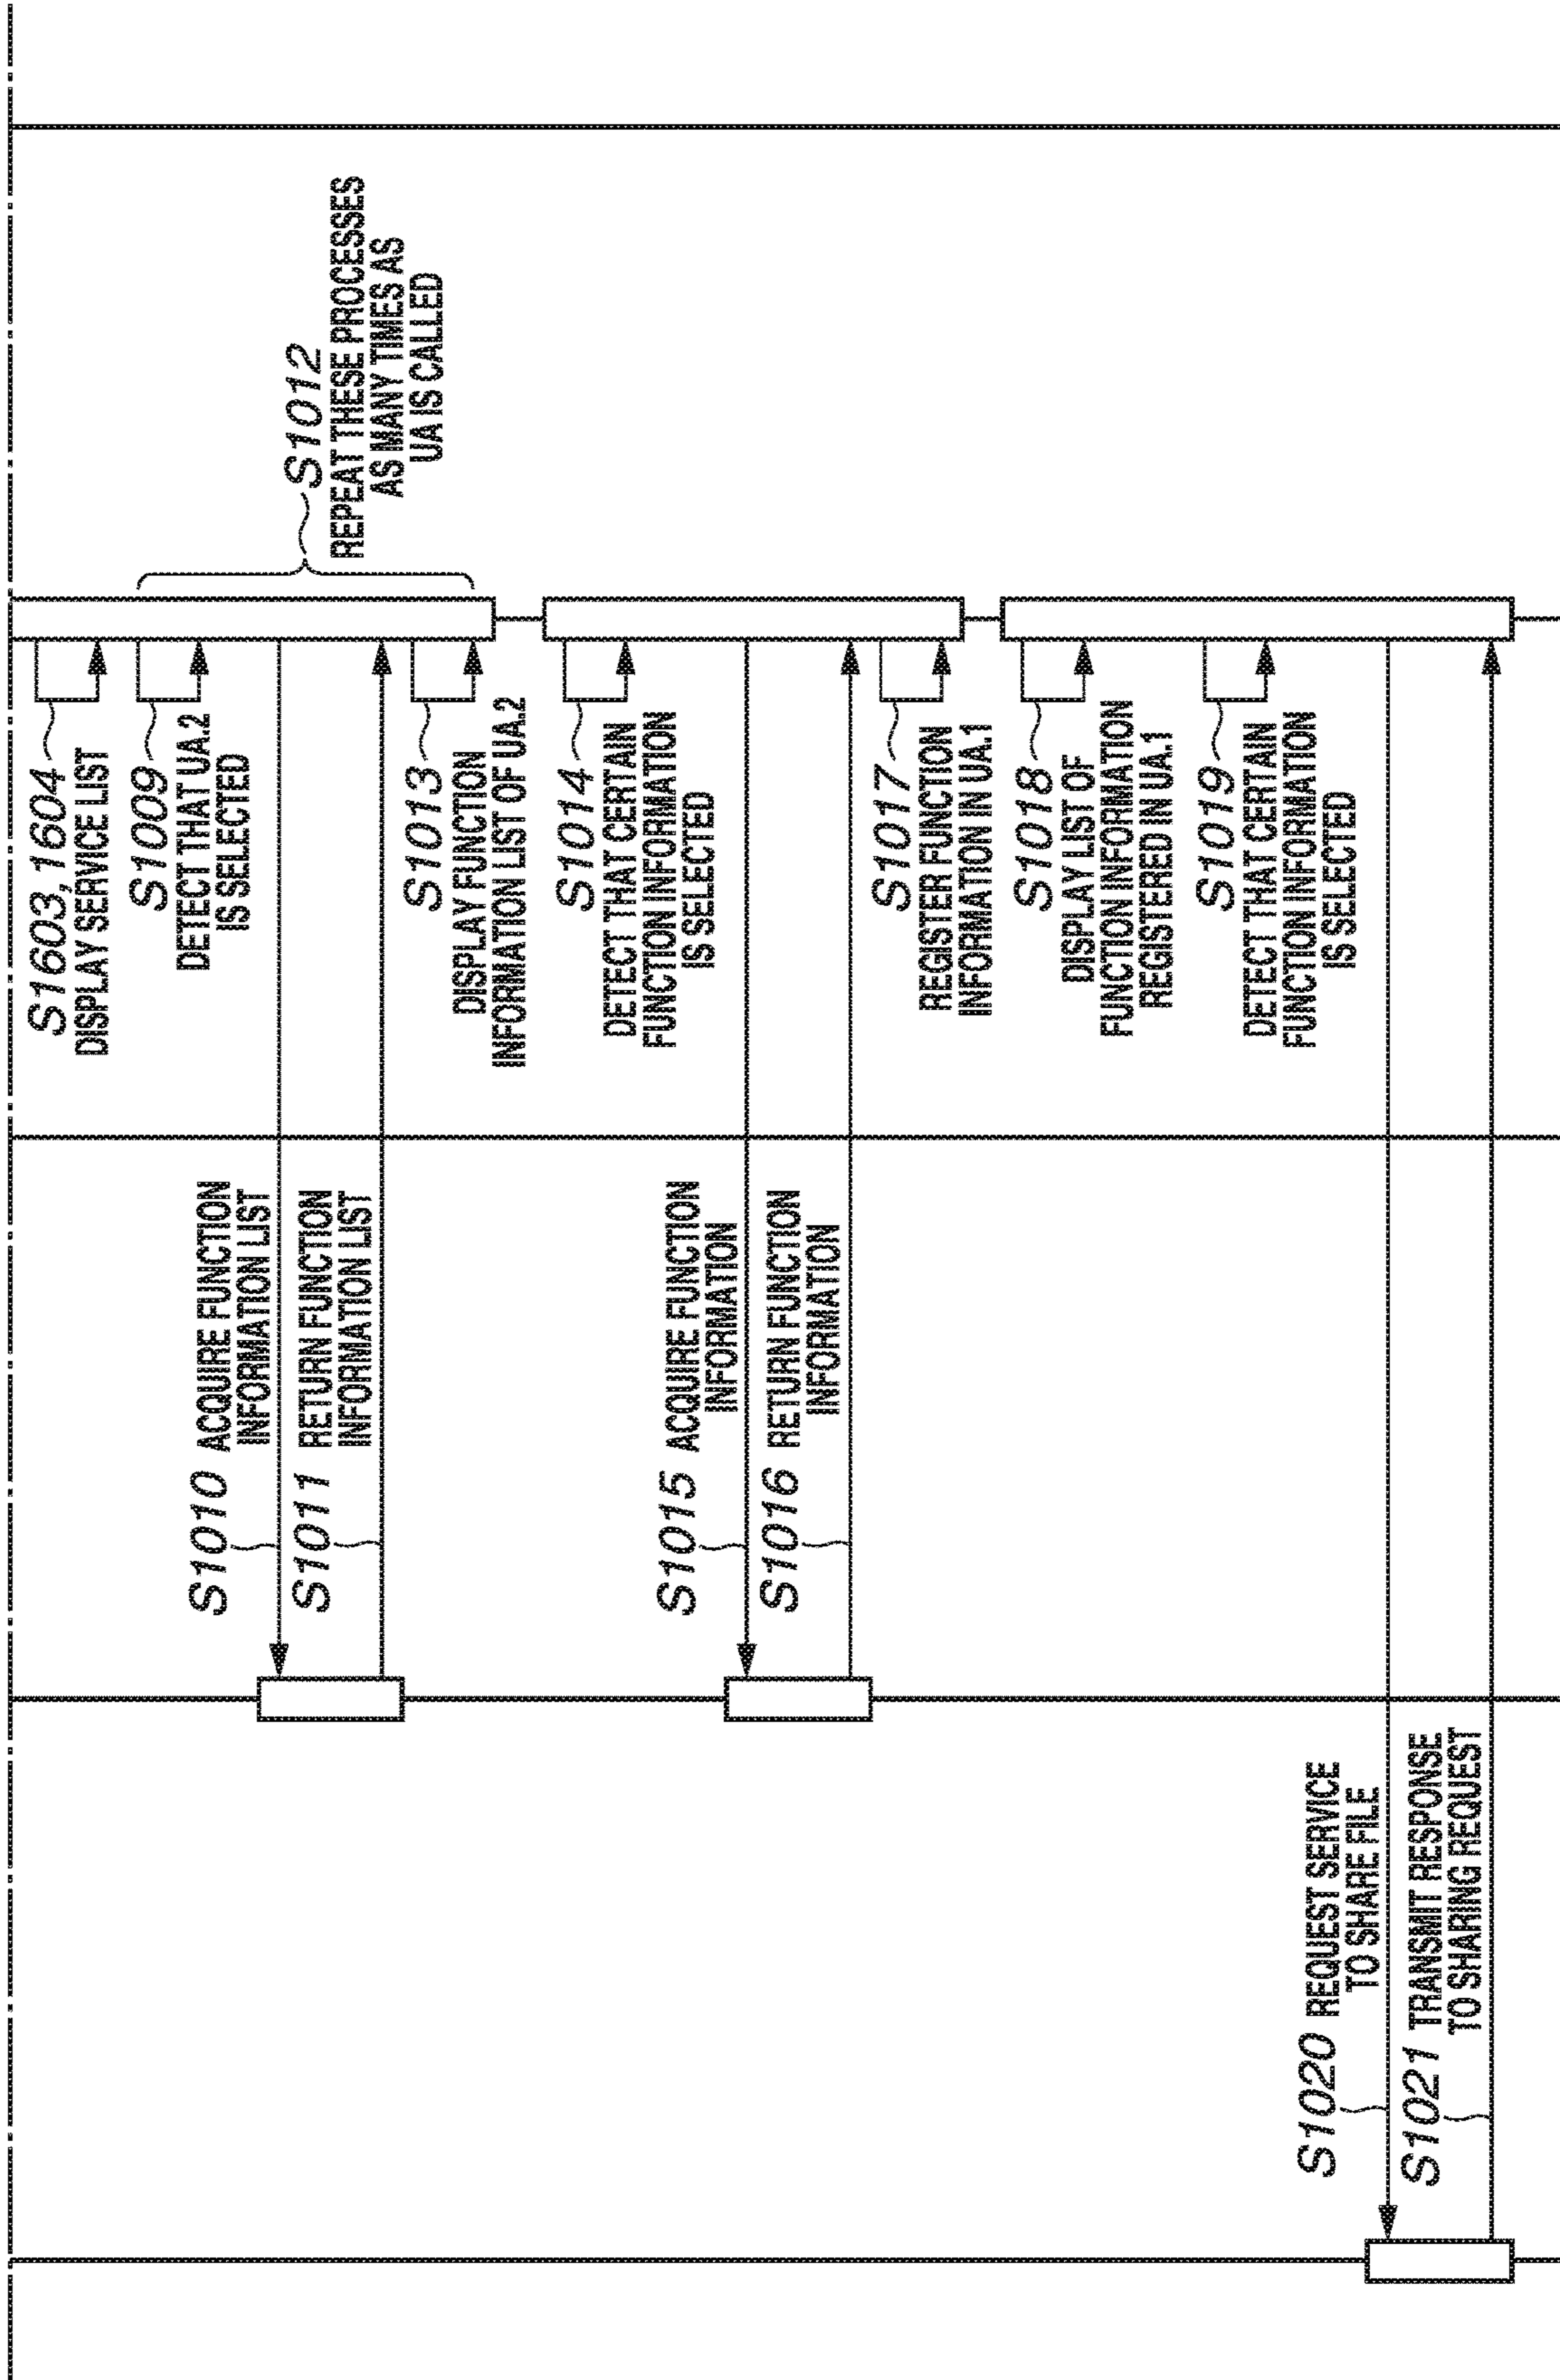 S1603,1604
DISPLAY SERVICE LIST
S1009
DETECT THAT UA.2
IS SELECTED
S1010 ACQUIRE FUNCTION
INFORMATION LIST
S1011 RETURN FUNCTION
INFORMATION LIST
S1012
REPEAT THESE PROCESSES
AS MANY TIMES AS
UA IS CALLED
S1013
DISPLAY FUNCTION
INFORMATION LIST OF UA.2
S1014
DETECT THAT CERTAIN
FUNCTION INFORMATION
IS SELECTED
S1015 ACQUIRE FUNCTION
INFORMATION
S1016 RETURN FUNCTION
INFORMATION
S1017
REGISTER FUNCTION
INFORMATION IN UA.1
S1018
DISPLAY LIST OF
FUNCTION INFORMATION
REGISTERED IN UA.1
S1019
DETECT THAT CERTAIN
FUNCTION INFORMATION
IS SELECTED
S1020 REQUEST SERVICE
TO SHARE FILE
S1021 TRANSMIT RESPONSE
TO SHARING REQUEST